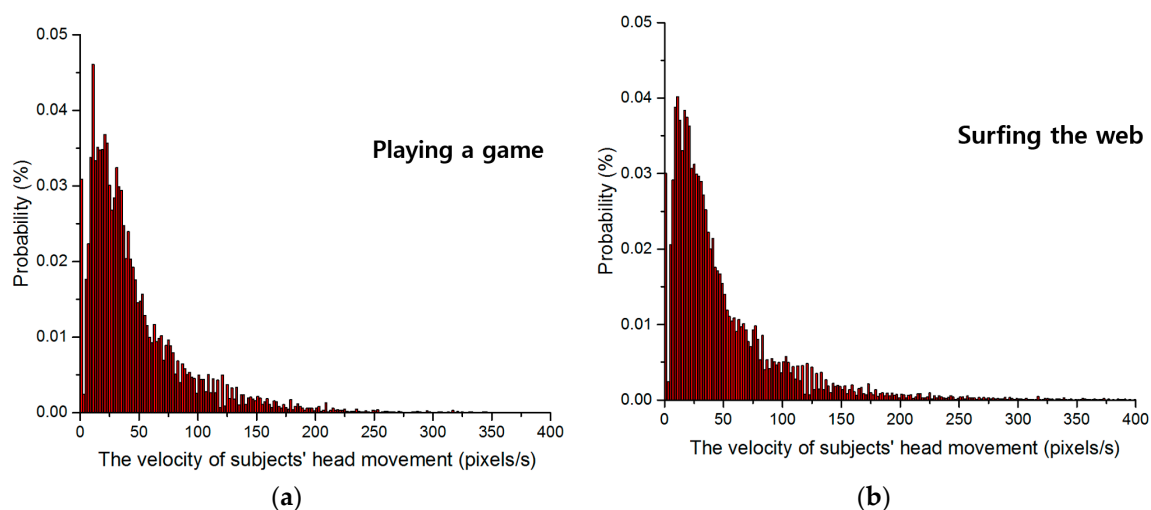 0.05
0.04
0.03
0.02
0.01
0.00
Probability (%)
Playing a game
0 50 100 150 200 250 300 350 400
The velocity of subjects' head movement (pixels/s)
(a)
0.05
0.04
0.03
0.02
0.01
0.00
Probability (%)
Surfing the web
0 50 100 150 200 250 300 350 400
The velocity of subjects' head movement (pixels/s)
(b)